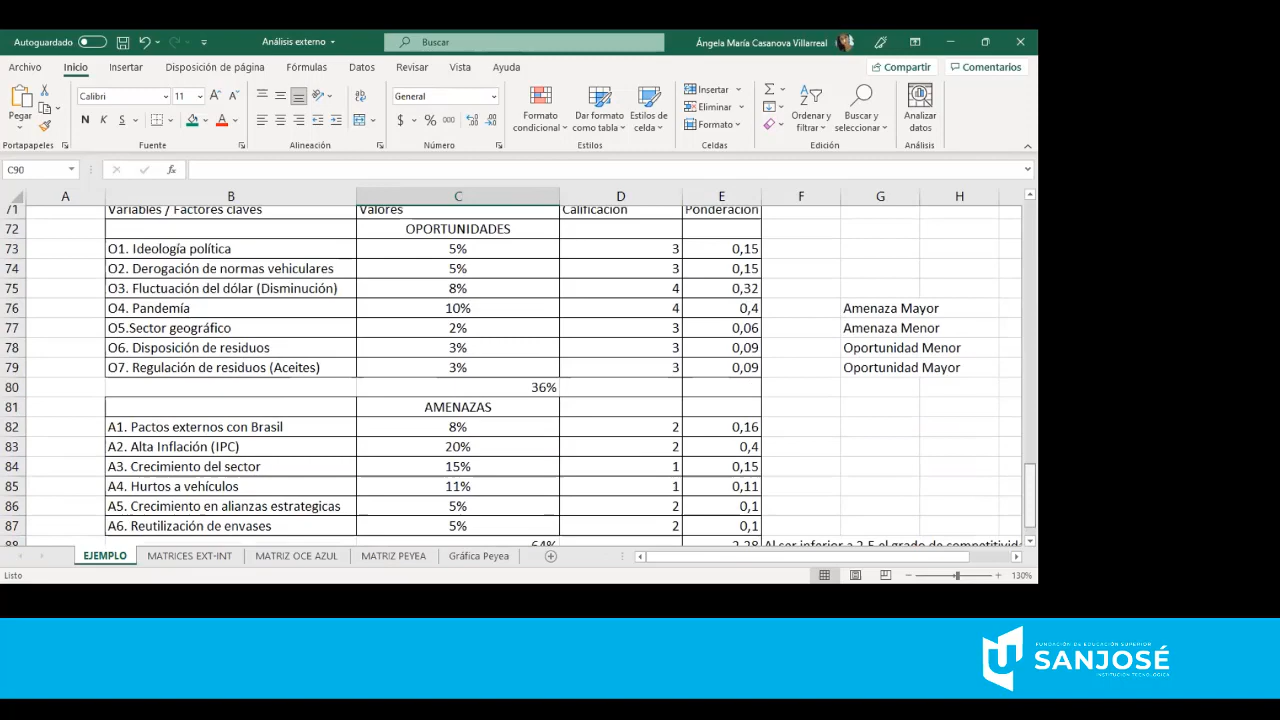 Autoguardado
Análisis externo
Buscar
Ángela María Casanova Villarreal
Archivo Inicio Insertar Disposición de página Fórmulas Datos Revisar Vista Ayuda Compartir Comentarios
Pegar
Portapapeles
Calibri 11
N K S
Fuente
Alineación
General
$ % 000
Número
Formato condicional
Dar formato como tabla
Estilos de celda
Estilos
Insertar
Eliminar
Formato
Celdas
Ordenar y filtrar
Buscar y seleccionar
Edición
Analizar datos
Análisis
C90
fx
A B C D E F G H
71 Variables / Factores claves Valores Calificación Ponderación
72 OPORTUNIDADES
73 O1. Ideología política 5% 3 0,15
74 O2. Derogación de normas vehiculares 5% 3 0,15
75 O3. Fluctuación del dólar (Disminución) 8% 4 0,32
76 O4. Pandemía 10% 4 0,4 Amenaza Mayor
77 O5.Sector geográfico 2% 3 0,06 Amenaza Menor
78 O6. Disposición de residuos 3% 3 0,09 Oportunidad Menor
79 O7. Regulación de residuos (Aceites) 3% 3 0,09 Oportunidad Mayor
80 36%
81 AMENAZAS
82 A1. Pactos externos con Brasil 8% 2 0,16
83 A2. Alta Inflación (IPC) 20% 2 0,4
84 A3. Crecimiento del sector 15% 1 0,15
85 A4. Hurtos a vehículos 11% 1 0,11
86 A5. Crecimiento en alianzas estrategicas 5% 2 0,1
87 A6. Reutilización de envases 5% 2 0,1
88 64% 2,28 Al ser inferior a 2,5 el grado de competitivida
EJEMPLO MATRICES EXT-INT MATRIZ OCE AZUL MATRIZ PEYEA Gráfica Peyea
Listo
130%
FUNDACIÓN DE EDUCACIÓN SUPERIOR
SANJOSÉ
INSTITUCIÓN TECNOLÓGICA